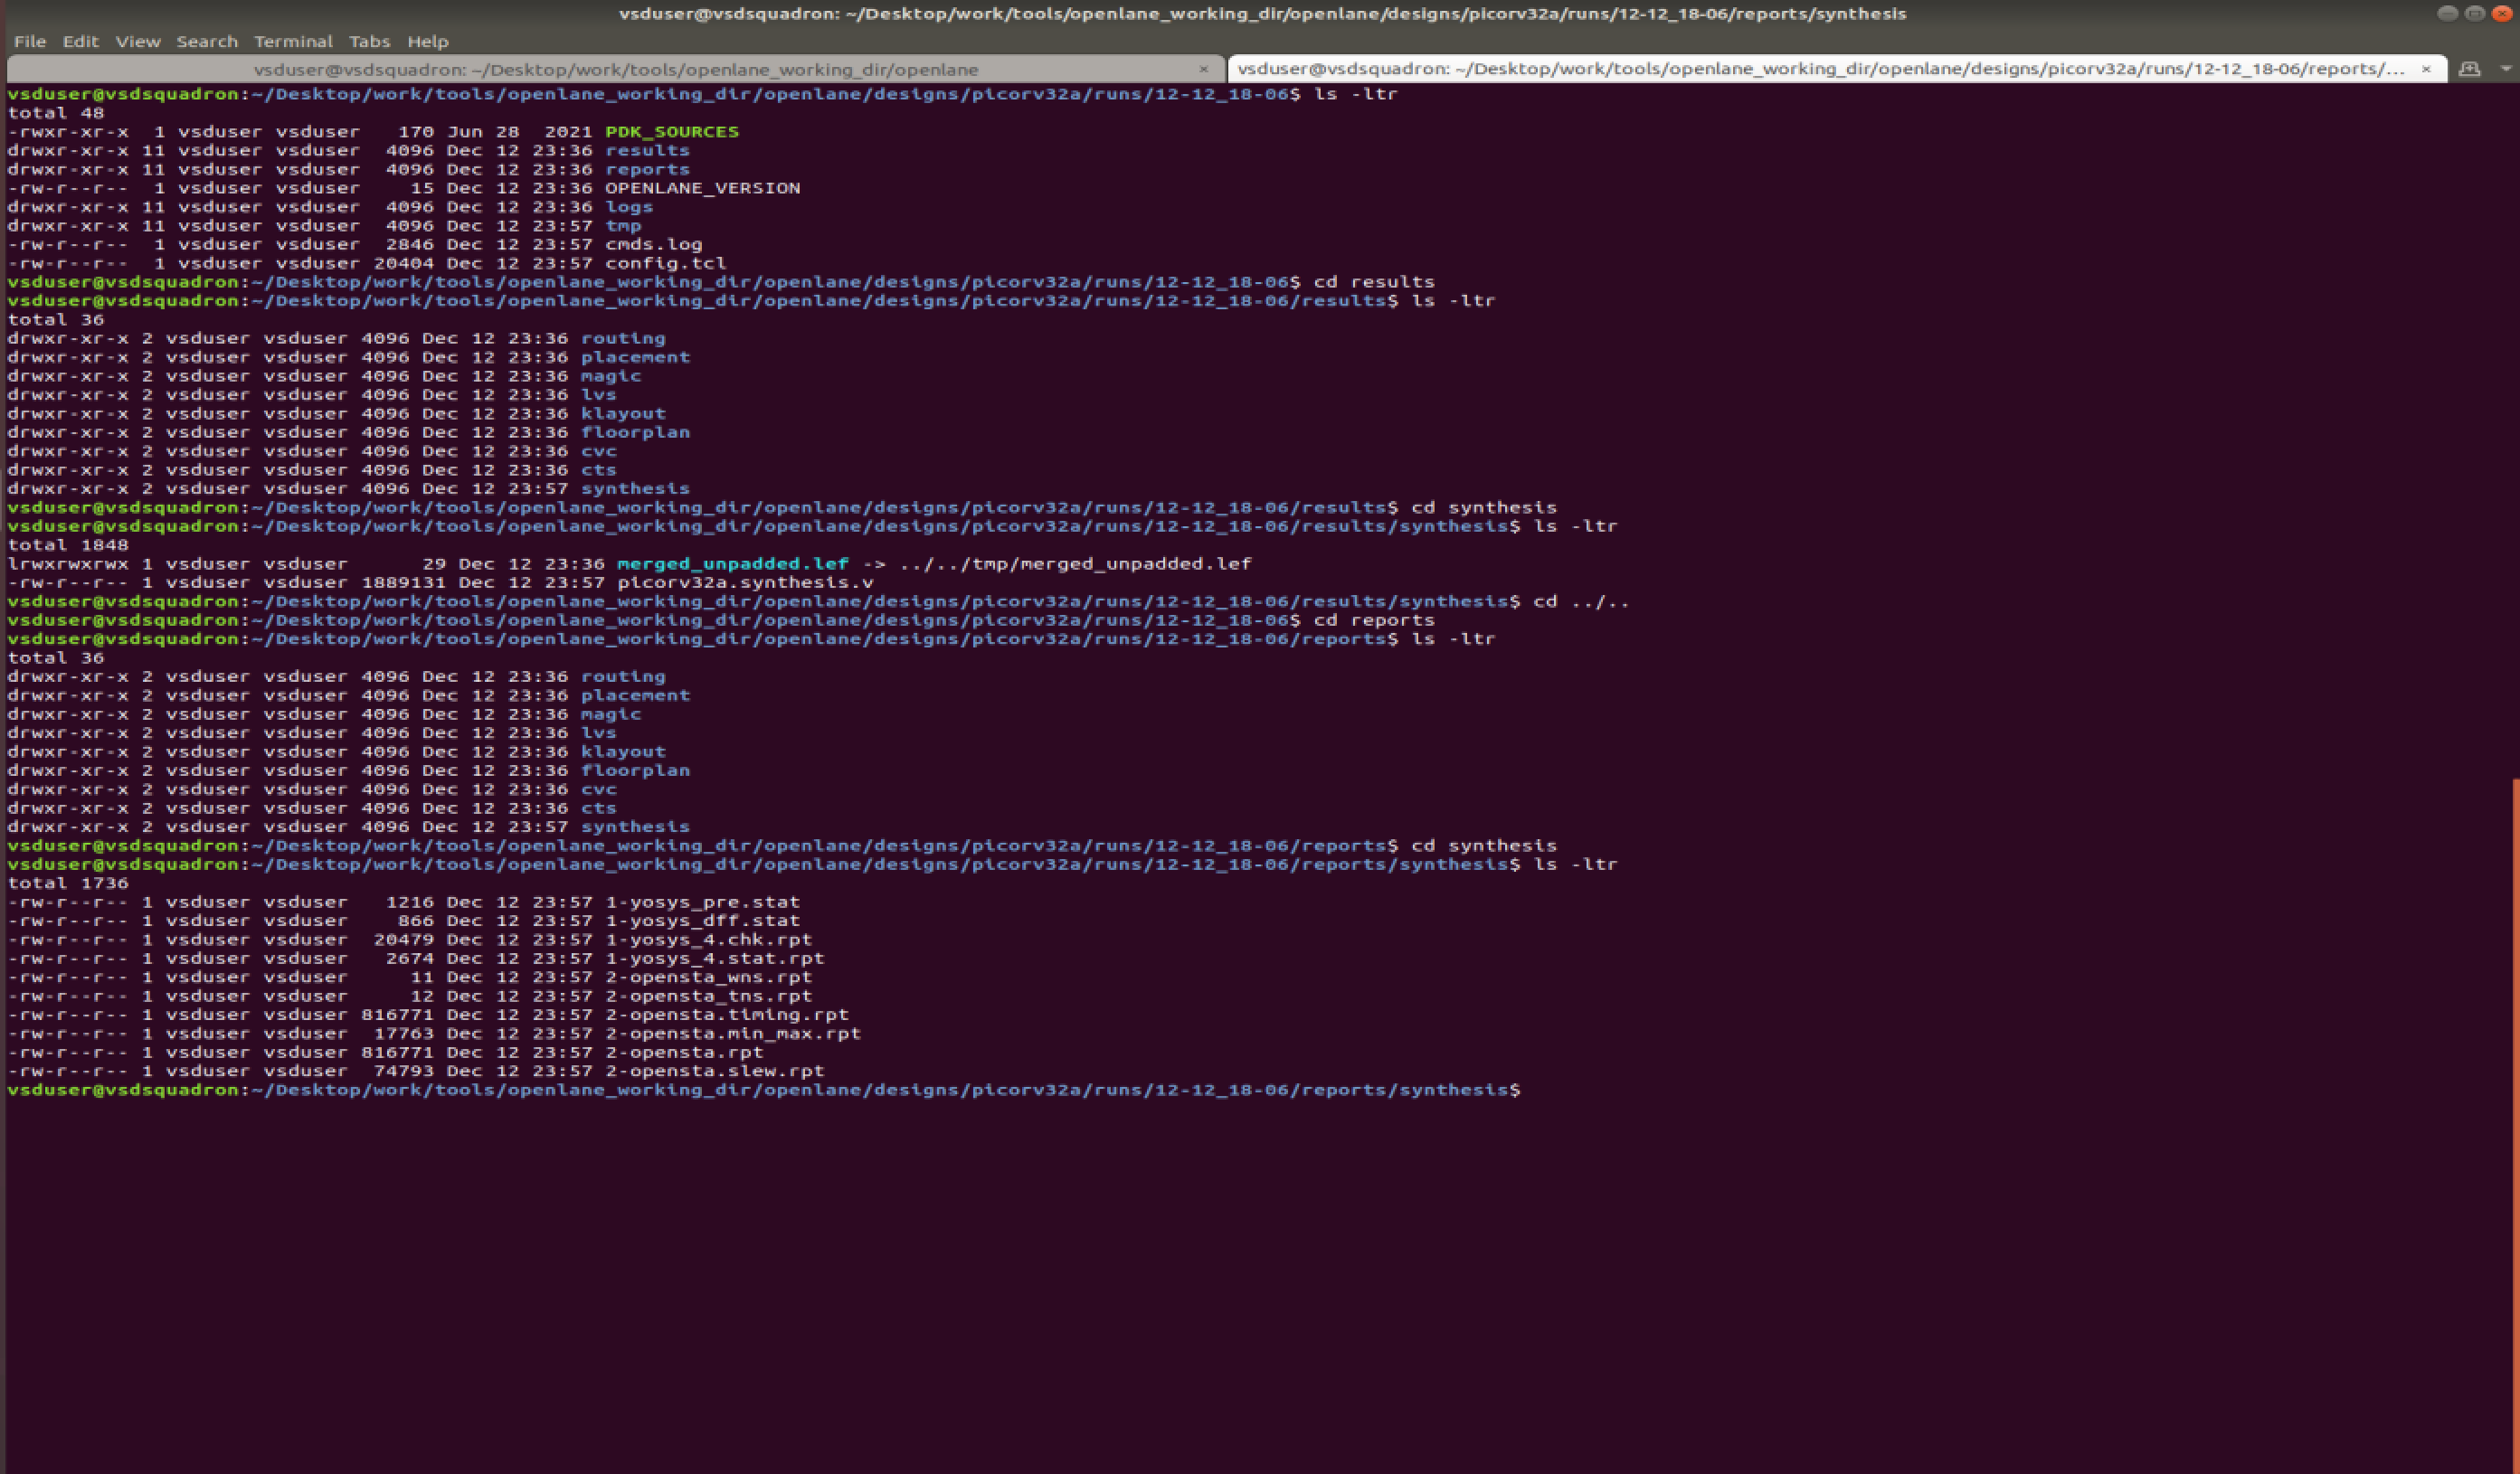 vsduser@vsdsquadron: ~/Desktop/work/tools/openlane_working_dir/openlane/designs/picorv32a/runs/12-12_18-06/reports/synthesis
File Edit View Search Terminal Tabs Help
vsduser@vsdsquadron: ~/Desktop/work/tools/openlane_working_dir/openlane × vsduser@vsdsquadron: ~/Desktop/work/tools/openlane_working_dir/openlane/designs/picorv32a/runs/12-12_18-06/reports/... ×
vsduser@vsdsquadron:~/Desktop/work/tools/openlane_working_dir/openlane/designs/picorv32a/runs/12-12_18-06$ ls -ltr
total 48
-rwxr-xr-x  1 vsduser vsduser   170 Jun 28  2021 PDK_SOURCES
drwxr-xr-x 11 vsduser vsduser  4096 Dec 12 23:36 results
drwxr-xr-x 11 vsduser vsduser  4096 Dec 12 23:36 reports
-rw-r--r--  1 vsduser vsduser    15 Dec 12 23:36 OPENLANE_VERSION
drwxr-xr-x 11 vsduser vsduser  4096 Dec 12 23:36 logs
drwxr-xr-x 11 vsduser vsduser  4096 Dec 12 23:57 tmp
-rw-r--r--  1 vsduser vsduser  2846 Dec 12 23:57 cmds.log
-rw-r--r--  1 vsduser vsduser 20404 Dec 12 23:57 config.tcl
vsduser@vsdsquadron:~/Desktop/work/tools/openlane_working_dir/openlane/designs/picorv32a/runs/12-12_18-06$ cd results
vsduser@vsdsquadron:~/Desktop/work/tools/openlane_working_dir/openlane/designs/picorv32a/runs/12-12_18-06/results$ ls -ltr
total 36
drwxr-xr-x 2 vsduser vsduser 4096 Dec 12 23:36 routing
drwxr-xr-x 2 vsduser vsduser 4096 Dec 12 23:36 placement
drwxr-xr-x 2 vsduser vsduser 4096 Dec 12 23:36 magic
drwxr-xr-x 2 vsduser vsduser 4096 Dec 12 23:36 lvs
drwxr-xr-x 2 vsduser vsduser 4096 Dec 12 23:36 klayout
drwxr-xr-x 2 vsduser vsduser 4096 Dec 12 23:36 floorplan
drwxr-xr-x 2 vsduser vsduser 4096 Dec 12 23:36 cvc
drwxr-xr-x 2 vsduser vsduser 4096 Dec 12 23:36 cts
drwxr-xr-x 2 vsduser vsduser 4096 Dec 12 23:57 synthesis
vsduser@vsdsquadron:~/Desktop/work/tools/openlane_working_dir/openlane/designs/picorv32a/runs/12-12_18-06/results$ cd synthesis
vsduser@vsdsquadron:~/Desktop/work/tools/openlane_working_dir/openlane/designs/picorv32a/runs/12-12_18-06/results/synthesis$ ls -ltr
total 1848
lrwxrwxrwx 1 vsduser vsduser      29 Dec 12 23:36 merged_unpadded.lef -> ../../tmp/merged_unpadded.lef
-rw-r--r-- 1 vsduser vsduser 1889131 Dec 12 23:57 picorv32a.synthesis.v
vsduser@vsdsquadron:~/Desktop/work/tools/openlane_working_dir/openlane/designs/picorv32a/runs/12-12_18-06/results/synthesis$ cd ../..
vsduser@vsdsquadron:~/Desktop/work/tools/openlane_working_dir/openlane/designs/picorv32a/runs/12-12_18-06$ cd reports
vsduser@vsdsquadron:~/Desktop/work/tools/openlane_working_dir/openlane/designs/picorv32a/runs/12-12_18-06/reports$ ls -ltr
total 36
drwxr-xr-x 2 vsduser vsduser 4096 Dec 12 23:36 routing
drwxr-xr-x 2 vsduser vsduser 4096 Dec 12 23:36 placement
drwxr-xr-x 2 vsduser vsduser 4096 Dec 12 23:36 magic
drwxr-xr-x 2 vsduser vsduser 4096 Dec 12 23:36 lvs
drwxr-xr-x 2 vsduser vsduser 4096 Dec 12 23:36 klayout
drwxr-xr-x 2 vsduser vsduser 4096 Dec 12 23:36 floorplan
drwxr-xr-x 2 vsduser vsduser 4096 Dec 12 23:36 cvc
drwxr-xr-x 2 vsduser vsduser 4096 Dec 12 23:36 cts
drwxr-xr-x 2 vsduser vsduser 4096 Dec 12 23:57 synthesis
vsduser@vsdsquadron:~/Desktop/work/tools/openlane_working_dir/openlane/designs/picorv32a/runs/12-12_18-06/reports$ cd synthesis
vsduser@vsdsquadron:~/Desktop/work/tools/openlane_working_dir/openlane/designs/picorv32a/runs/12-12_18-06/reports/synthesis$ ls -ltr
total 1736
-rw-r--r-- 1 vsduser vsduser   1216 Dec 12 23:57 1-yosys_pre.stat
-rw-r--r-- 1 vsduser vsduser    866 Dec 12 23:57 1-yosys_dff.stat
-rw-r--r-- 1 vsduser vsduser  20479 Dec 12 23:57 1-yosys_4.chk.rpt
-rw-r--r-- 1 vsduser vsduser   2674 Dec 12 23:57 1-yosys_4.stat.rpt
-rw-r--r-- 1 vsduser vsduser     11 Dec 12 23:57 2-opensta_wns.rpt
-rw-r--r-- 1 vsduser vsduser     12 Dec 12 23:57 2-opensta_tns.rpt
-rw-r--r-- 1 vsduser vsduser 816771 Dec 12 23:57 2-opensta.timing.rpt
-rw-r--r-- 1 vsduser vsduser  17763 Dec 12 23:57 2-opensta.min_max.rpt
-rw-r--r-- 1 vsduser vsduser 816771 Dec 12 23:57 2-opensta.rpt
-rw-r--r-- 1 vsduser vsduser  74793 Dec 12 23:57 2-opensta.slew.rpt
vsduser@vsdsquadron:~/Desktop/work/tools/openlane_working_dir/openlane/designs/picorv32a/runs/12-12_18-06/reports/synthesis$